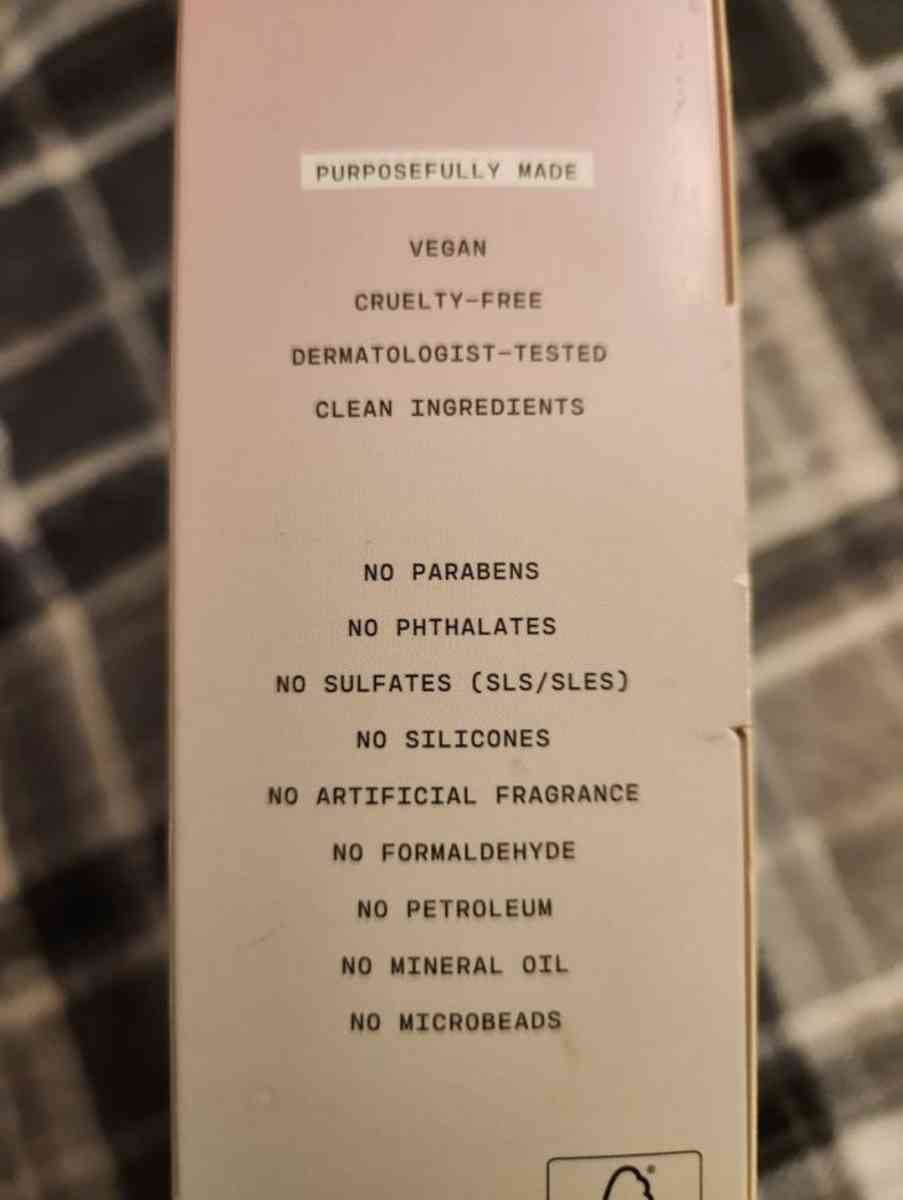 PURPOSEFULLY MADE
VEGAN
CRUELTY-FREE
DERMATOLOGIST-TESTED
CLEAN INGREDIENTS
NO PARABENS
NO PHTHALATES
NO SULFATES (SLS/SLES)
NO SILICONES
NO ARTIFICIAL FRAGRANCE
NO FORMALDEHYDE
NO PETROLEUM
NO MINERAL OIL
NO MICROBEADS